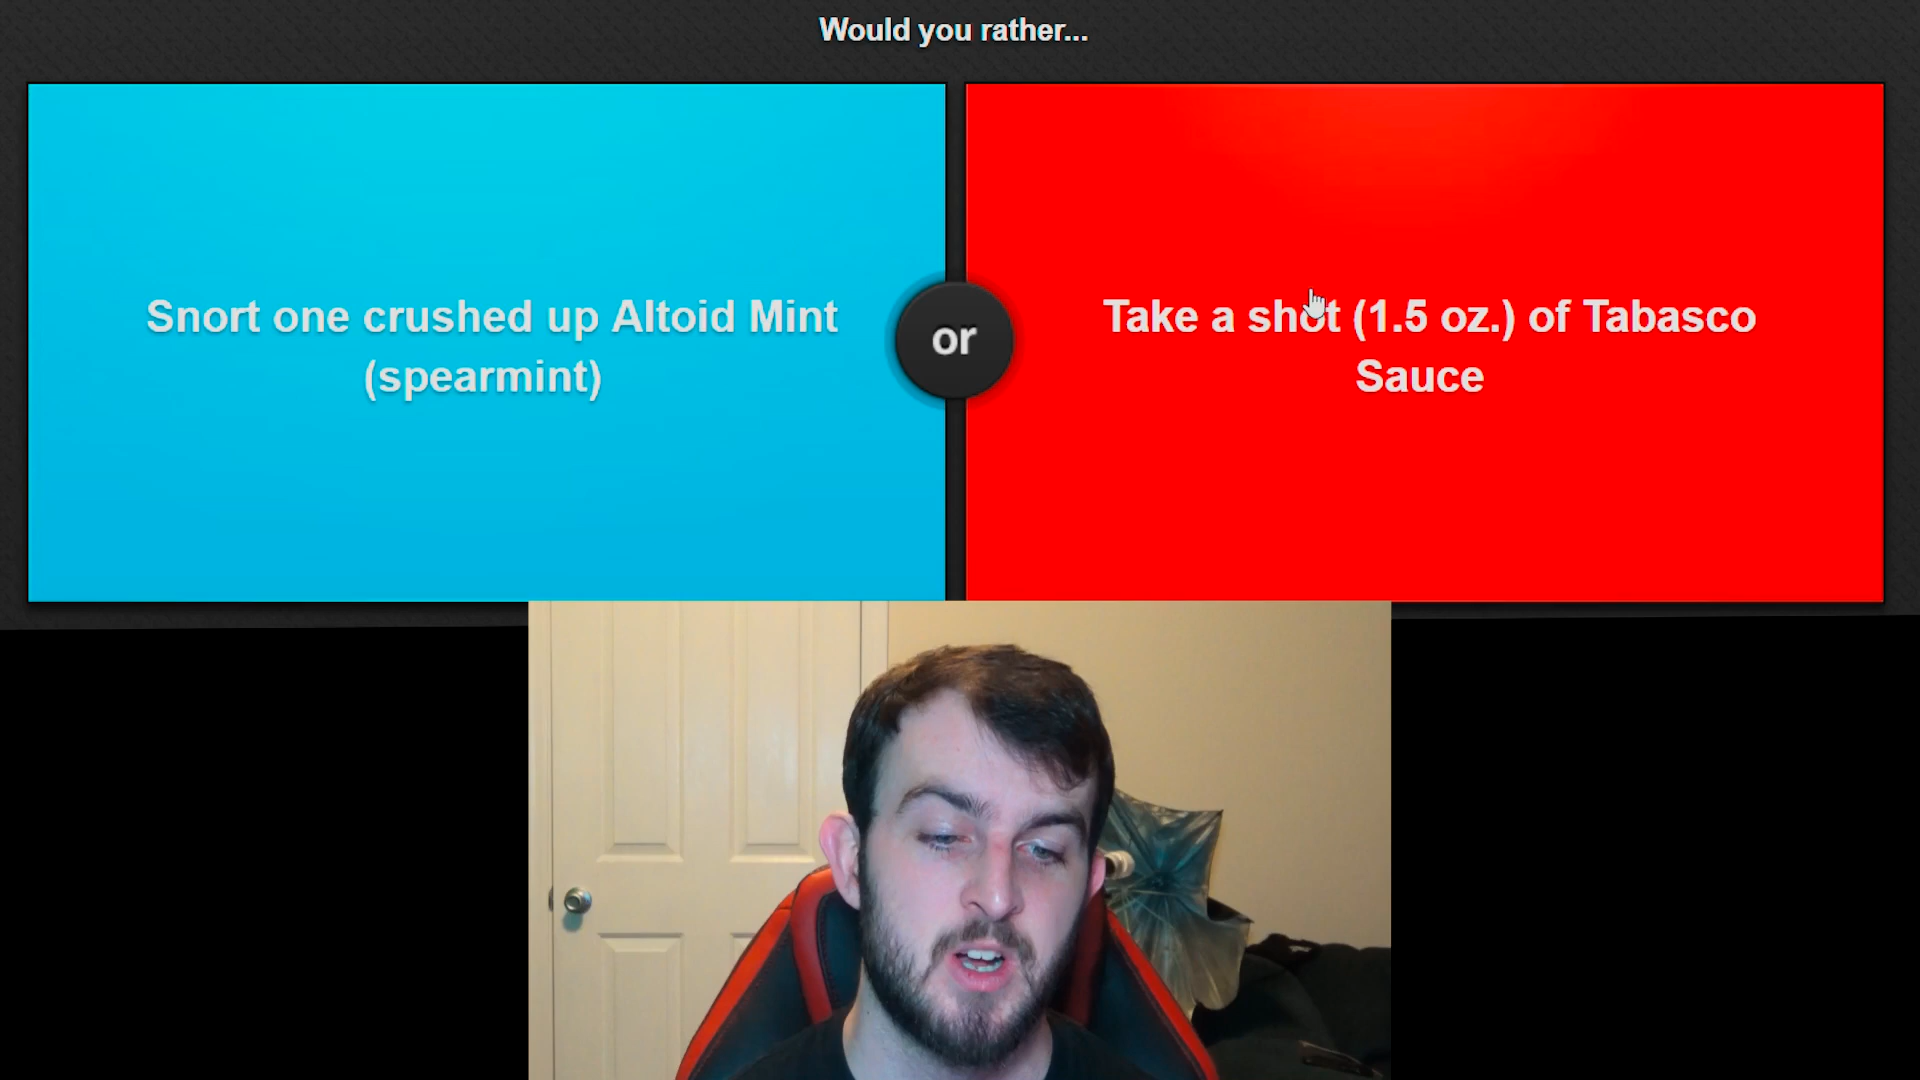 Would you rather...
Snort one crushed up Altoid Mint
(spearmint)
or
Take a shot (1.5 oz.) of Tabasco
Sauce